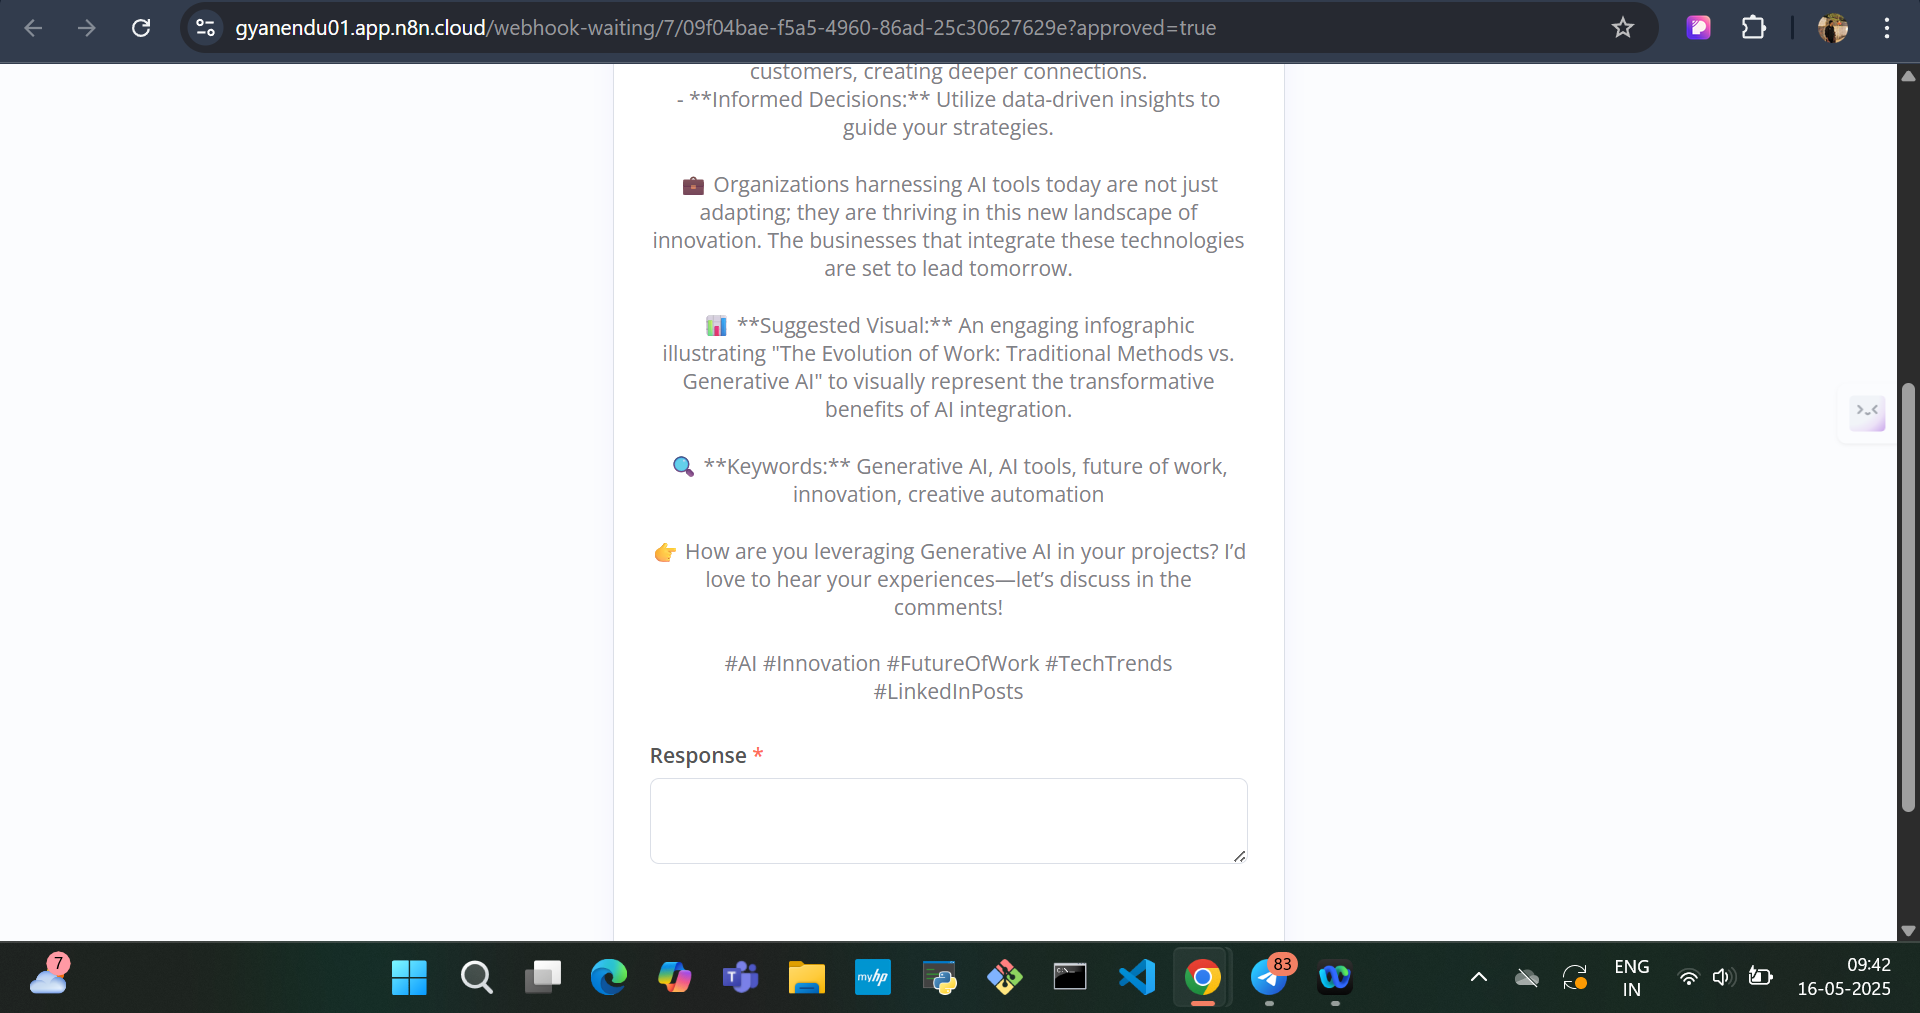 gyanendu01.app.n8n.cloud/webhook-waiting/7/09f04bae-f5a5-4960-86ad-25c30627629e?approved=true
customers, creating deeper connections.
- **Informed Decisions:** Utilize data-driven insights to
guide your strategies.
💼 Organizations harnessing AI tools today are not just
adapting; they are thriving in this new landscape of
innovation. The businesses that integrate these technologies
are set to lead tomorrow.
📊 **Suggested Visual:** An engaging infographic
illustrating "The Evolution of Work: Traditional Methods vs.
Generative AI" to visually represent the transformative
benefits of AI integration.
🔍 **Keywords:** Generative AI, AI tools, future of work,
innovation, creative automation
👉 How are you leveraging Generative AI in your projects? I’d
love to hear your experiences—let’s discuss in the
comments!
#AI #Innovation #FutureOfWork #TechTrends
#LinkedInPosts
Response *
7
myhp
83
ENG
IN
09:42
16-05-2025